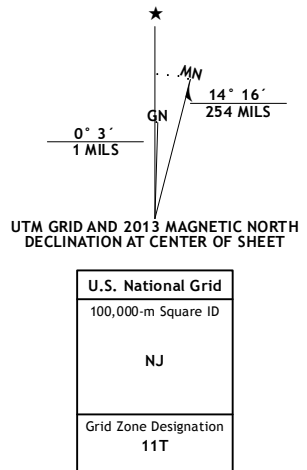 ★
MN
GN
14° 16´
254 MILS
0° 3´
1 MILS
UTM GRID AND 2013 MAGNETIC NORTH
DECLINATION AT CENTER OF SHEET
U.S. National Grid
100,000-m Square ID
NJ
Grid Zone Designation
11T